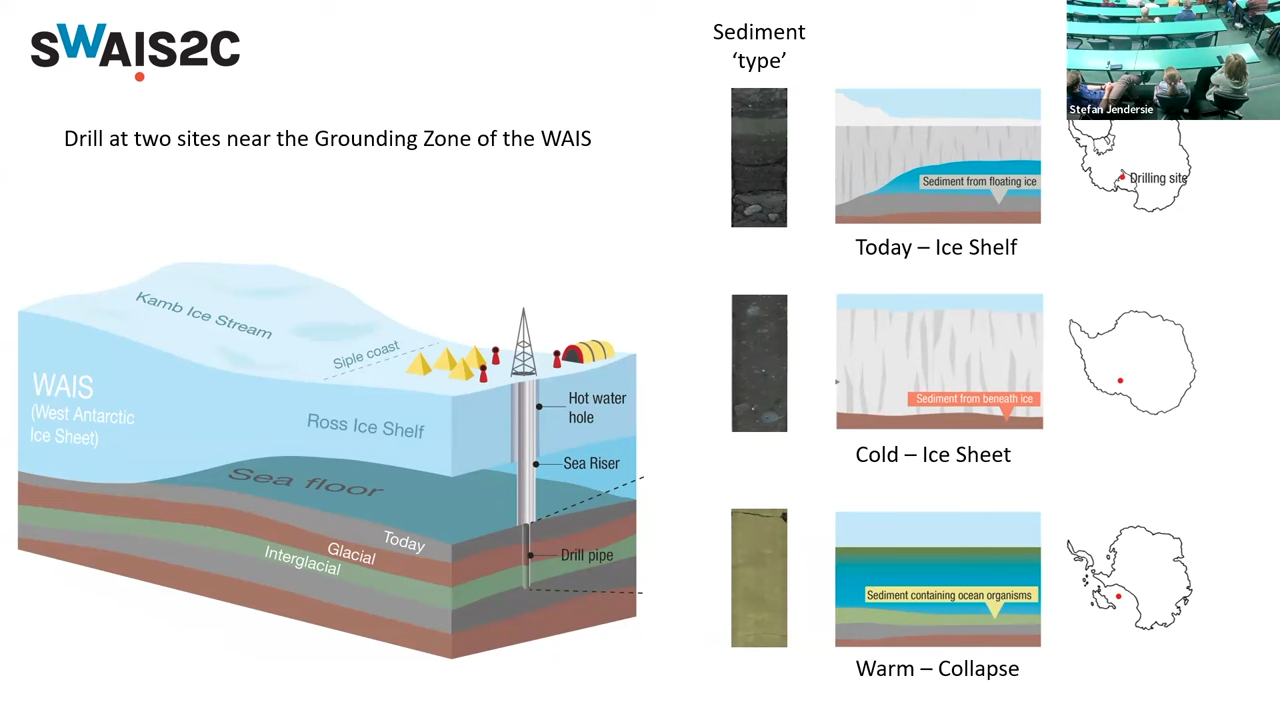 SWAIS2C
Drill at two sites near the Grounding Zone of the WAIS
Kamb Ice Stream
Siple coast
WAIS
(West Antarctic
Ice Sheet)
Ross Ice Shelf
Hot water
hole
Sea Riser
Sea floor
Today
Glacial
Interglacial
Drill pipe
Sediment
‘type’
Sediment from floating ice
Today – Ice Shelf
Sediment from beneath ice
Cold – Ice Sheet
Sediment containing ocean organisms
Warm – Collapse
Stefan Jendersie
Drilling site